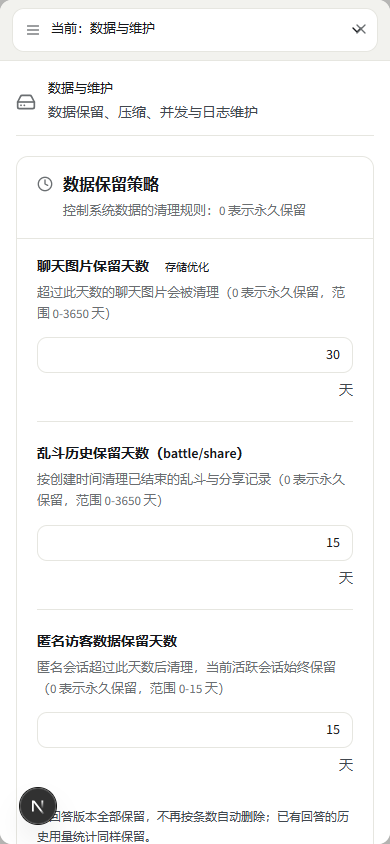 当前：数据与维护
数据与维护
数据保留、压缩、并发与日志维护
数据保留策略
控制系统数据的清理规则：0 表示永久保留
聊天图片保留天数 存储优化
超过此天数的聊天图片会被清理（0 表示永久保留，范
围 0-3650 天）
30
天
乱斗历史保留天数（battle/share）
按创建时间清理已结束的乱斗与分享记录（0 表示永久
保留，范围 0-3650 天）
15
天
匿名访客数据保留天数
匿名会话超过此天数后清理，当前活跃会话始终保留
（0 表示永久保留，范围 0-15 天）
15
天
N
回答版本全部保留，不再按条数自动删除；已有回答的历
史用量统计同样保留。